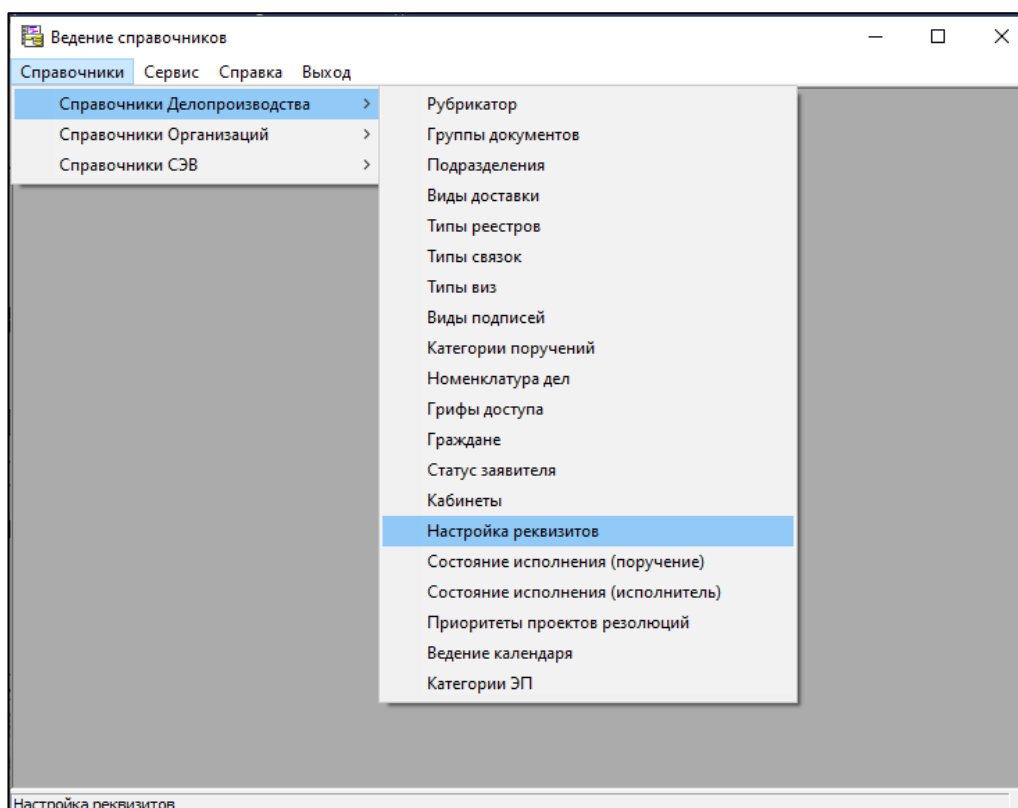 Ведение справочников
Справочники Сервис Справка Выход
Справочники Делопроизводства
Справочники Организаций
Справочники СЭВ
Рубрикатор
Группы документов
Подразделения
Виды доставки
Типы реестров
Типы связок
Типы виз
Виды подписей
Категории поручений
Номенклатура дел
Грифы доступа
Граждане
Статус заявителя
Кабинеты
Настройка реквизитов
Состояние исполнения (поручение)
Состояние исполнения (исполнитель)
Приоритеты проектов резолюций
Ведение календаря
Категории ЭП
Настройка реквизитов